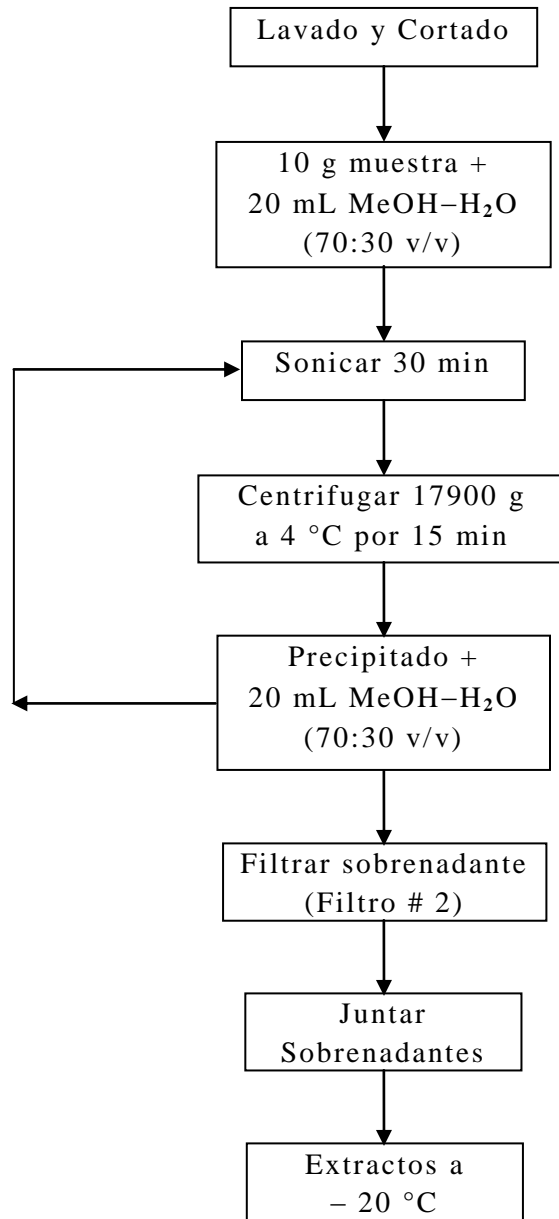 Lavado y Cortado
10 g muestra +
20 mL MeOH–H₂O
(70:30 v/v)
Sonicar 30 min
Centrifugar 17900 g
a 4 °C por 15 min
Precipitado +
20 mL MeOH–H₂O
(70:30 v/v)
Filtrar sobrenadante
(Filtro # 2)
Juntar
Sobrenadantes
Extractos a
– 20 °C